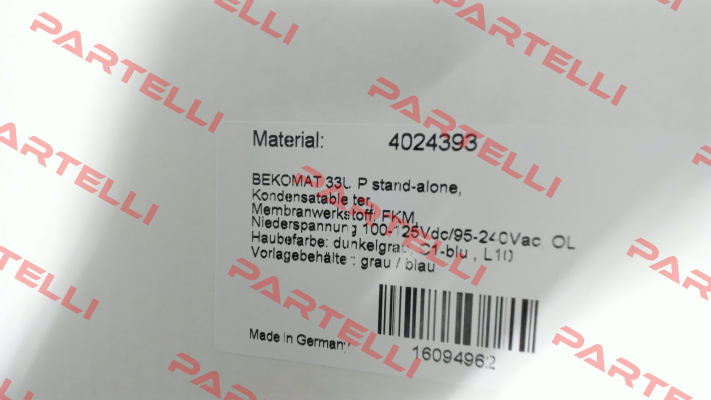 PARTELLI
PARTELLI
PARTELLI
PARTELLI
PARTELLI
Material: 4024393
BEKOMAT 33U P stand-alone,
Kondensatableiter
Membranwerkstoff: FKM,
Niederspannung 100-125Vdc/95-240Vac, OL
Haubefarbe: dunkelgrau, C1-blu , L10
Vorlagebehälter: grau / blau
Made in Germany
PARTELLI
16094962
PARTELLI
PARTELLI